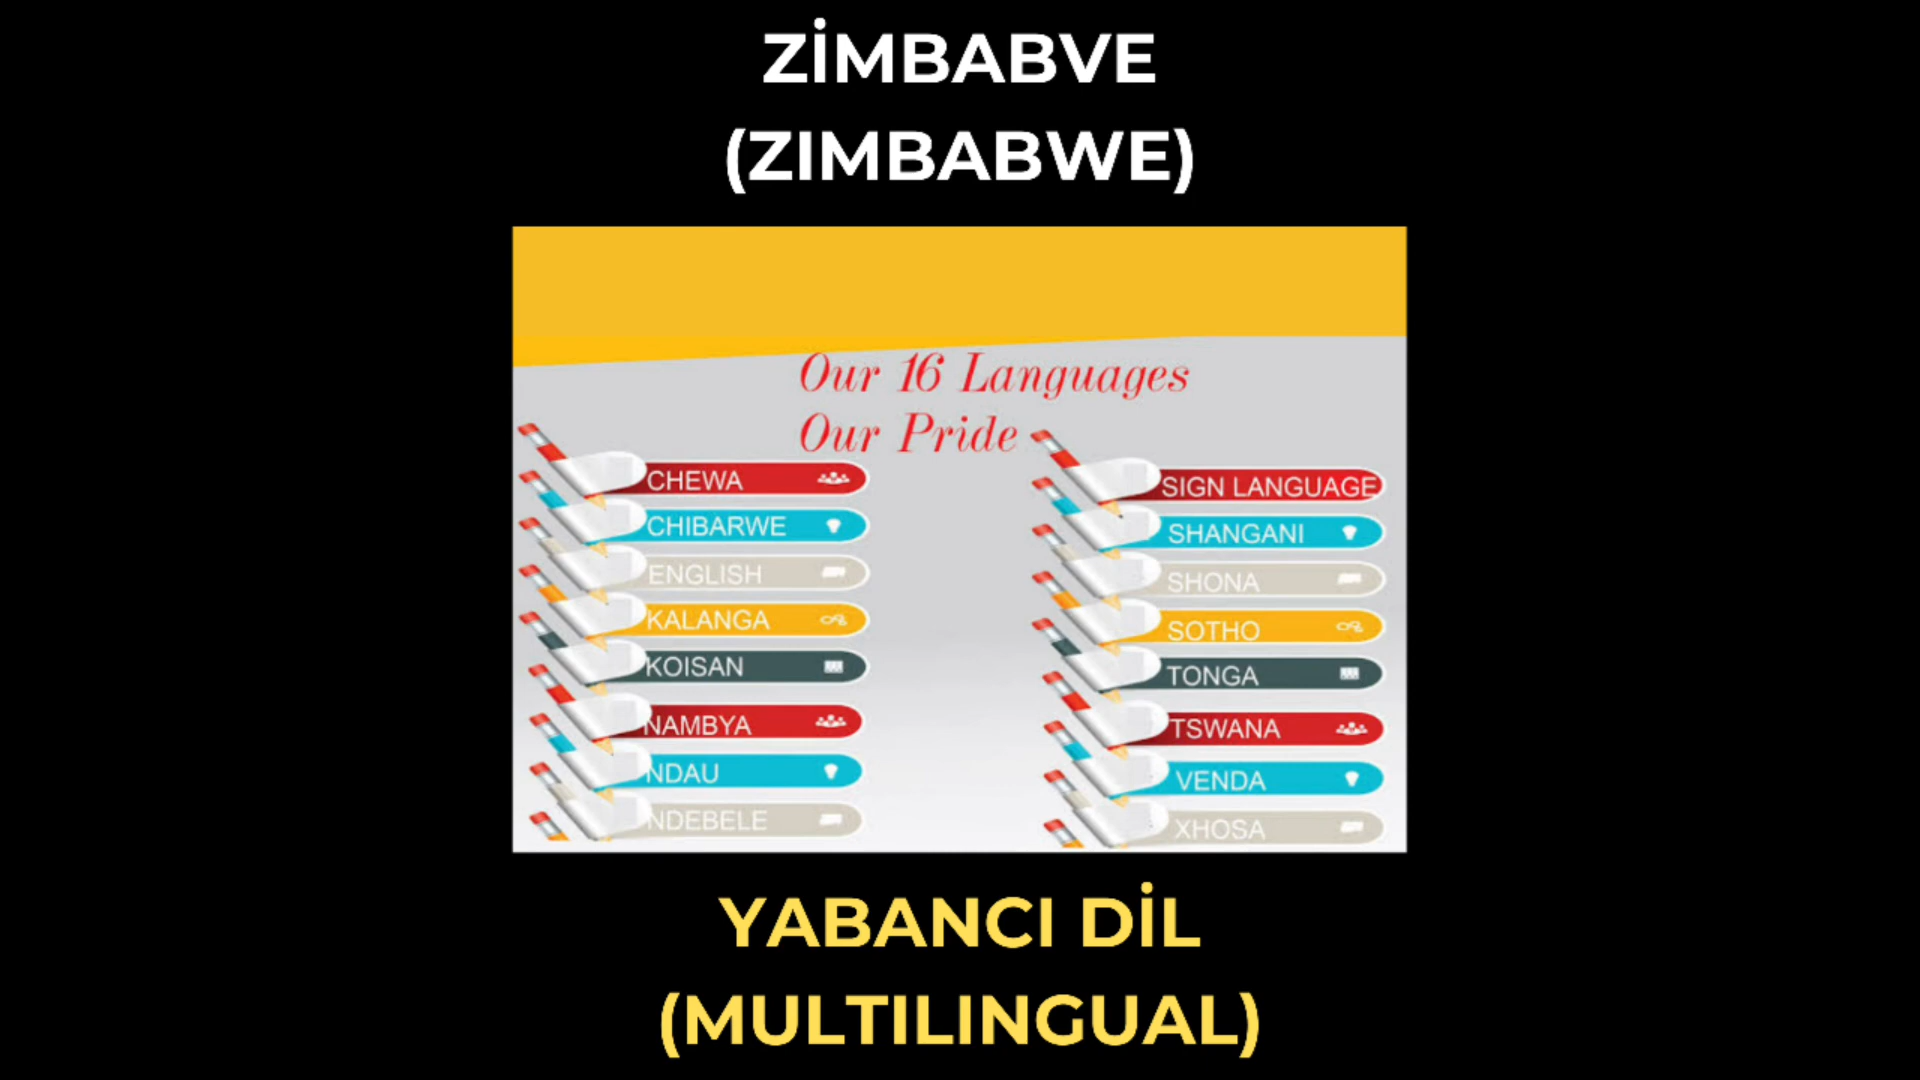 ZİMBABVE
(ZIMBABWE)
Our 16 Languages
Our Pride
CHEWA
CHIBARWE
ENGLISH
KALANGA
KOISAN
NAMBYA
NDAU
NDEBELE
SIGN LANGUAGE
SHANGANI
SHONA
SOTHO
TONGA
TSWANA
VENDA
XHOSA
YABANCI DİL
(MULTILINGUAL)